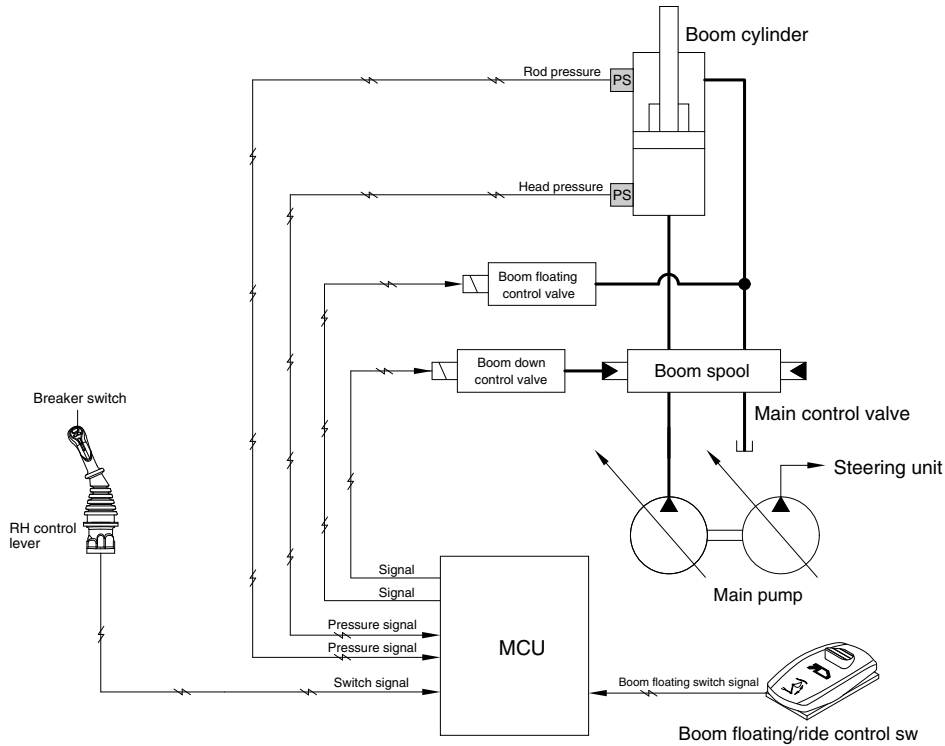 Boom cylinder
Rod pressure
PS
Head pressure
PS
Boom floating
control valve
Boom down
control valve
Boom spool
Breaker switch
Main control valve
Steering unit
RH control
lever
Signal
Signal
Main pump
Pressure signal
Pressure signal
MCU
Switch signal
Boom floating switch signal
Boom floating/ride control sw